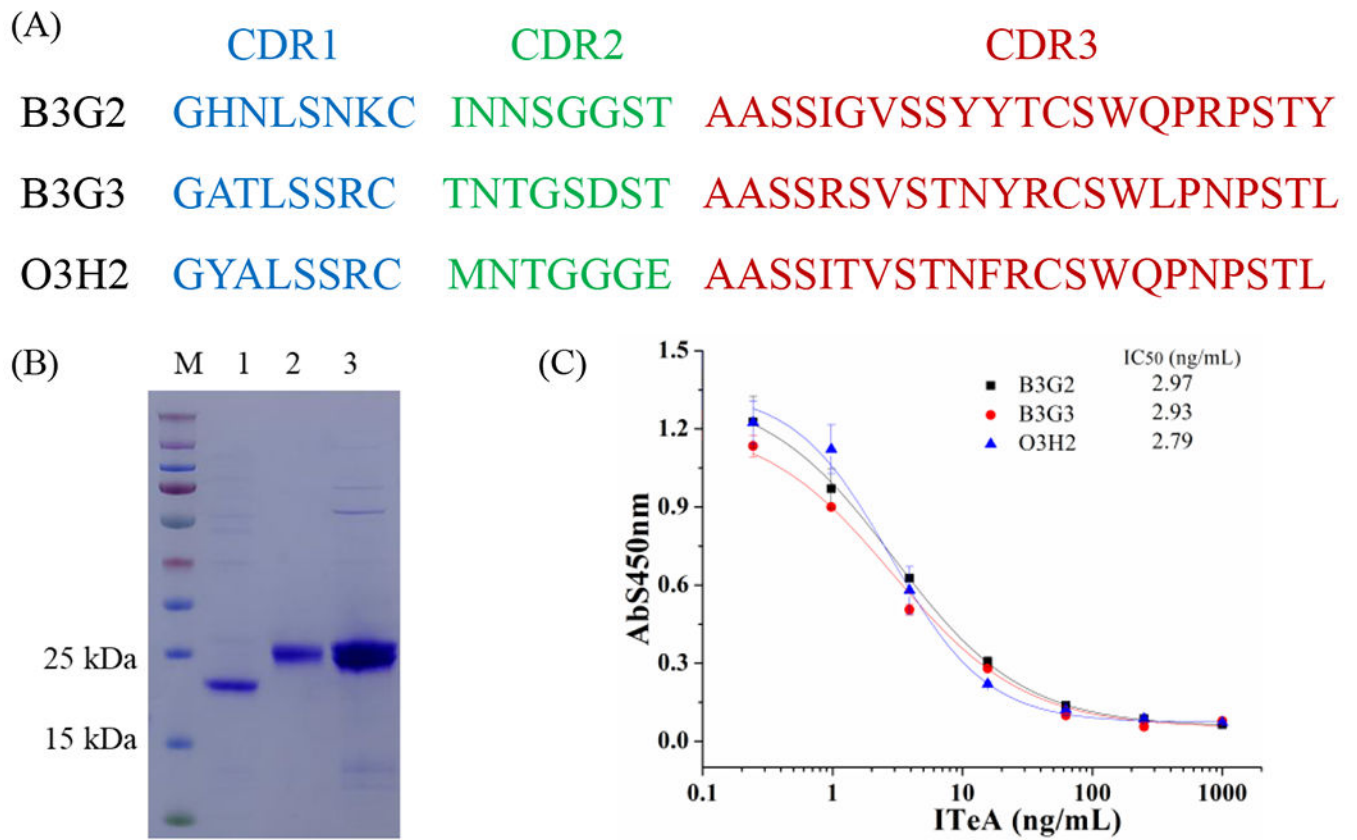 (A)
CDR1 CDR2 CDR3
B3G2 GHNLSNKC INNSGGST AASSIGVSSYYTCSWQPRPSTY
B3G3 GATLSSRC TNTGSDST AASSRSVSTNYRCSWLPNPSTL
O3H2 GYALSSRC MNTGGGE AASSITVSTNFRCSWQPNPSTL
(B)
M 1 2 3
25 kDa
15 kDa
(C)
IC50 (ng/mL)
B3G2 2.97
B3G3 2.93
O3H2 2.79
1.5
1.2
0.9
0.6
0.3
0.0
AbS450nm
0.1 1 10 100 1000
ITeA (ng/mL)